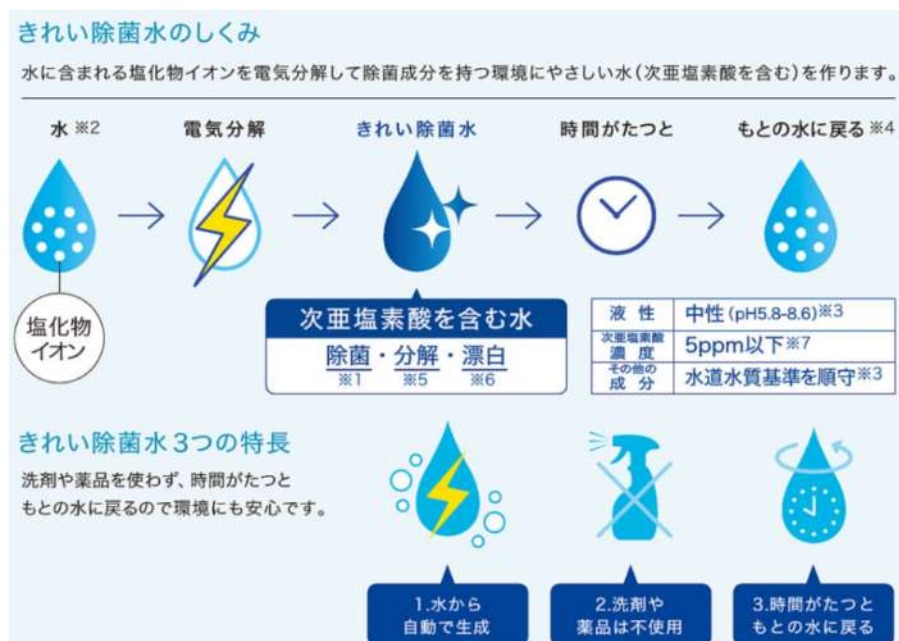 きれい除菌水のしくみ
水に含まれる塩化物イオンを電気分解して除菌成分を持つ環境にやさしい水(次亜塩素酸を含む)を作ります。
水 ※2
電気分解
きれい除菌水
時間がたつと
もとの水に戻る ※4
塩化物
イオン
次亜塩素酸を含む水
除菌・分解・漂白
※1 ※5 ※6
液性 中性 (pH5.8-8.6)※3
次亜塩素酸
濃度 5ppm以下※7
その他の
成分 水道水質基準を順守※3
きれい除菌水3つの特長
洗剤や薬品を使わず、時間がたつと
もとの水に戻るので環境にも安心です。
1.水から
自動で生成
2.洗剤や
薬品は不使用
3.時間がたつと
もとの水に戻る